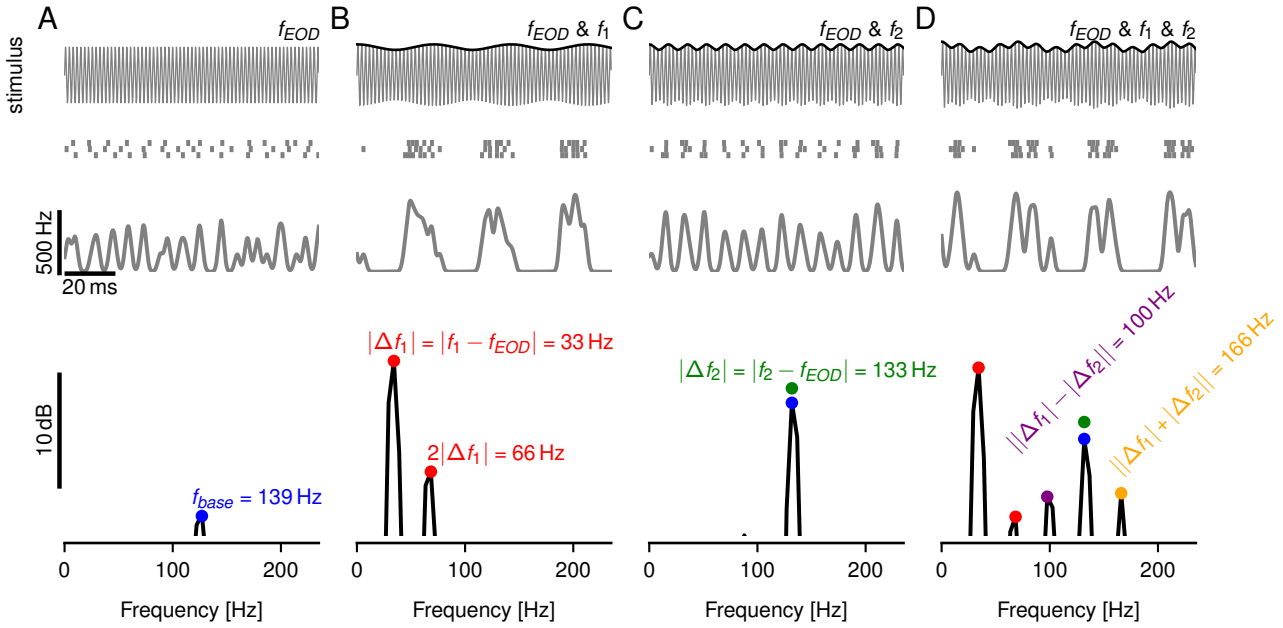 A
f_EOD
B
f_EOD & f_1
C
f_EOD & f_2
D
f_EOD & f_1 & f_2
stimulus
500 Hz
20 ms
10 dB
f_base = 139 Hz
|Δf_1| = |f_1 − f_EOD| = 33 Hz
2|Δf_1| = 66 Hz
|Δf_2| = |f_2 − f_EOD| = 133 Hz
||Δf_1| − |Δf_2|| = 100 Hz
||Δf_1| + |Δf_2|| = 166 Hz
0 100 200
0 100 200
0 100 200
0 100 200
Frequency [Hz]
Frequency [Hz]
Frequency [Hz]
Frequency [Hz]